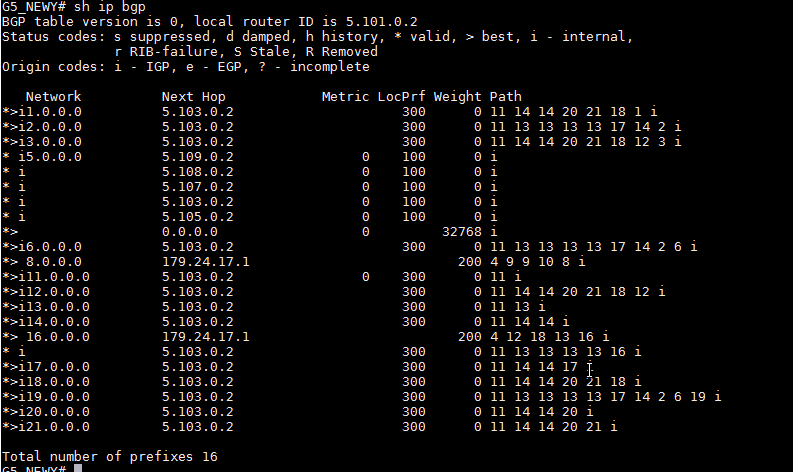 G5_NEWY# sh ip bgp
BGP table version is 0, local router ID is 5.101.0.2
Status codes: s suppressed, d damped, h history, * valid, > best, i - internal,
              r RIB-failure, S Stale, R Removed
Origin codes: i - IGP, e - EGP, ? - incomplete

   Network          Next Hop            Metric LocPrf Weight Path
*>i1.0.0.0          5.103.0.2                     300      0 11 14 14 20 21 18 1 i
*>i2.0.0.0          5.103.0.2                     300      0 11 13 13 13 13 17 14 2 i
*>i3.0.0.0          5.103.0.2                     300      0 11 14 14 20 21 18 12 3 i
* i5.0.0.0          5.109.0.2                0    100      0 i
* i                 5.108.0.2                0    100      0 i
* i                 5.107.0.2                0    100      0 i
* i                 5.103.0.2                0    100      0 i
* i                 5.105.0.2                0    100      0 i
*>                  0.0.0.0                  0         32768 i
*>i6.0.0.0          5.103.0.2                     300      0 11 13 13 13 13 17 14 2 6 i
*> 8.0.0.0          179.24.17.1                          200 4 9 9 10 8 i
*>i11.0.0.0         5.103.0.2                0    300      0 11 i
*>i12.0.0.0         5.103.0.2                     300      0 11 14 14 20 21 18 12 i
*>i13.0.0.0         5.103.0.2                     300      0 11 13 i
*>i14.0.0.0         5.103.0.2                     300      0 11 14 14 i
*> 16.0.0.0         179.24.17.1                          200 4 12 18 13 16 i
* i                 5.103.0.2                     300      0 11 13 13 13 13 16 i
*>i17.0.0.0         5.103.0.2                     300      0 11 14 14 17 i
*>i18.0.0.0         5.103.0.2                     300      0 11 14 14 20 21 18 i
*>i19.0.0.0         5.103.0.2                     300      0 11 13 13 13 13 17 14 2 6 19 i
*>i20.0.0.0         5.103.0.2                     300      0 11 14 14 20 i
*>i21.0.0.0         5.103.0.2                     300      0 11 14 14 20 21 i

Total number of prefixes 16
G5_NEWY#